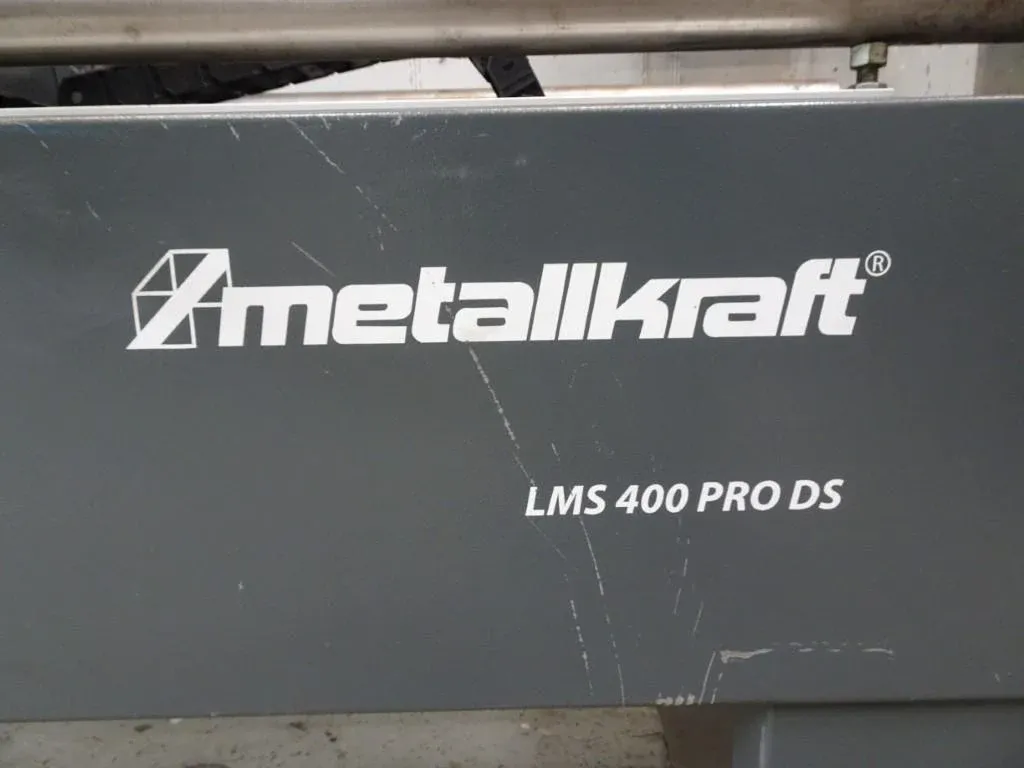 metallkraft®
LMS 400 PRO DS